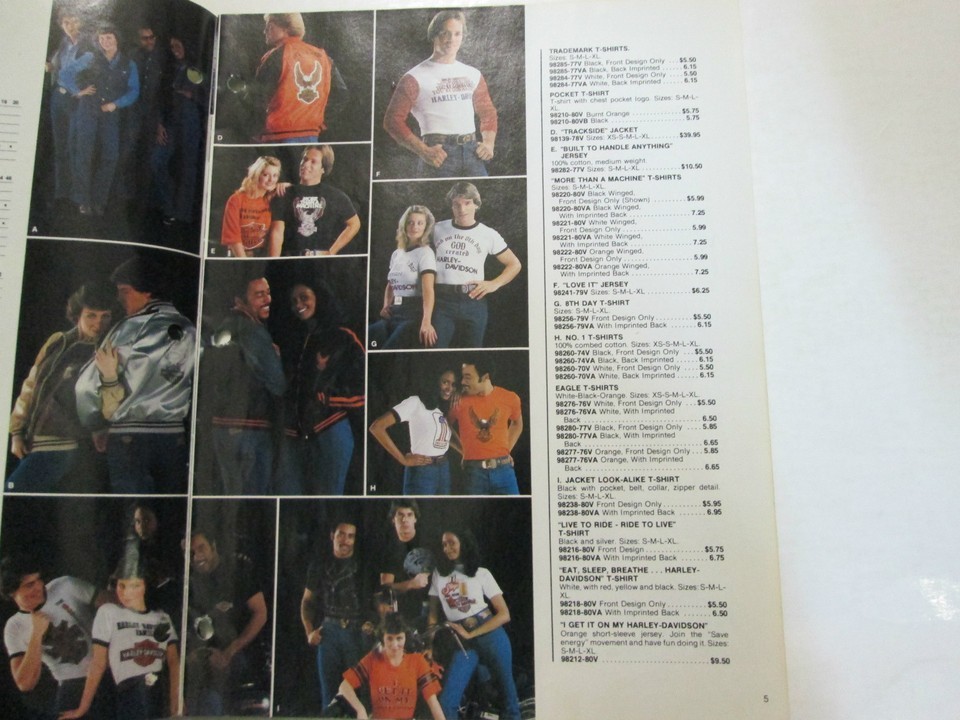 A
B
D
E
F
G
GOD
created
HARLEY-
DAVIDSON
H
I
TRADEMARK T-SHIRTS.
Sizes: S-M-L-XL.
98285-77V Black, Front Design Only . . . $5.50
98285-77VA Black, Back Imprinted . . . . 6.15
98284-77V White, Front Design Only . . . 5.50
98284-77VA White, Back Imprinted . . . . 6.15
POCKET T-SHIRT
T-shirt with chest pocket logo. Sizes: S-M-L-
XL.
98210-80V Burnt Orange . . . . . . . . . . $5.75
98210-80VB Black . . . . . . . . . . . . . . 5.75
D. "TRACKSIDE" JACKET
98139-78V Sizes: XS-S-M-L-XL . . . . . . $39.95
E. "BUILT TO HANDLE ANYTHING"
JERSEY
100% cotton, medium weight.
98282-77V Sizes: S-M-L-XL . . . . . . . . $10.50
"MORE THAN A MACHINE" T-SHIRTS
Sizes: S-M-L-XL.
98220-80V Black Winged,
Front Design Only (Shown) . . . . . . . . $5.99
98220-80VA Black Winged,
With Imprinted Back . . . . . . . . . . . . 7.25
98221-80V White Winged,
Front Design Only . . . . . . . . . . . . . 5.99
98221-80VA White Winged,
With Imprinted Back . . . . . . . . . . . . 7.25
98222-80V Orange Winged,
Front Design Only . . . . . . . . . . . . . 5.99
98222-80VA Orange Winged,
With Imprinted Back . . . . . . . . . . . . 7.25
F. "LOVE IT" JERSEY
98241-79V Sizes: S-M-L-XL . . . . . . . . $6.25
G. 8TH DAY T-SHIRT
Sizes: S-M-L-XL.
98256-79V Front Design Only . . . . . . . $5.50
98256-79VA With Imprinted Back . . . . . 6.15
H. NO. 1 T-SHIRTS
100% combed cotton. Sizes: XS-S-M-L-XL.
98260-74V Black, Front Design Only . . . $5.50
98260-74VA Black, Back Imprinted . . . . 6.15
98260-70V White, Front Design Only . . . 5.50
98260-70VA White, Back Imprinted . . . . 6.15
EAGLE T-SHIRTS
White-Black-Orange. Sizes: XS-S-M-L-XL.
98276-76V White, Front Design Only . . . $5.50
98276-76VA White, With Imprinted
Back . . . . . . . . . . . . . . . . . . . . 6.50
98280-77V Black, Front Design Only . . . 5.85
98280-77VA Black, With Imprinted
Back . . . . . . . . . . . . . . . . . . . . 6.65
98277-76V Orange, Front Design Only . . . 5.85
98277-76VA Orange, With Imprinted
Back . . . . . . . . . . . . . . . . . . . . 6.65
I. JACKET LOOK-ALIKE T-SHIRT
Black with pocket, belt, collar, zipper detail.
Sizes: S-M-L-XL.
98238-80V Front Design Only . . . . . . . $5.95
98238-80VA With Imprinted Back . . . . . 6.95
"LIVE TO RIDE - RIDE TO LIVE"
T-SHIRT
Black and silver. Sizes: S-M-L-XL.
98216-80V Front Design . . . . . . . . . . $5.75
98216-80VA With Imprinted Back . . . . . 6.75
"EAT, SLEEP, BREATHE . . . HARLEY-
DAVIDSON" T-SHIRT
White, with red, yellow and black. Sizes: S-M-L-
XL.
98218-80V Front Design Only . . . . . . . $5.50
98218-80VA With Imprinted Back . . . . . 6.50
"I GET IT ON MY HARLEY-DAVIDSON"
Orange short-sleeve jersey. Join the "Save
energy" movement and have fun doing it. Sizes:
S-M-L-XL.
98212-80V . . . . . . . . . . . . . . . . . $9.50
5